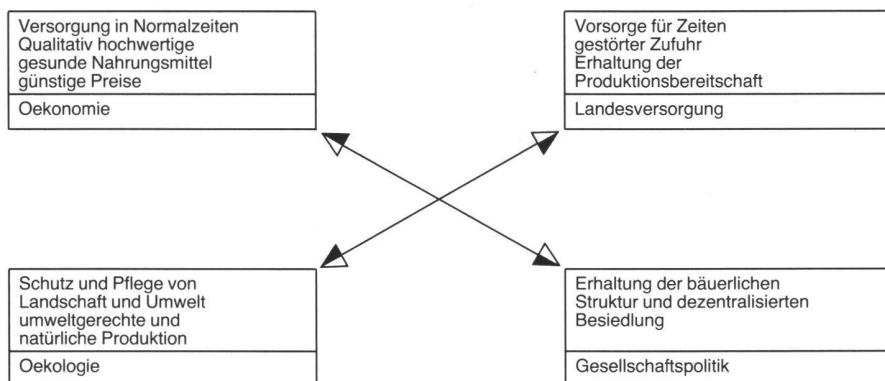 Versorgung in Normalzeiten
Qualitativ hochwertige
gesunde Nahrungsmittel
günstige Preise
Oekonomie
Vorsorge für Zeiten
gestörter Zufuhr
Erhaltung der
Produktionsbereitschaft
Landesversorgung
Schutz und Pflege von
Landschaft und Umwelt
umweltgerechte und
natürliche Produktion
Oekologie
Erhaltung der bäuerlichen
Struktur und dezentralisierten
Besiedlung
Gesellschaftspolitik